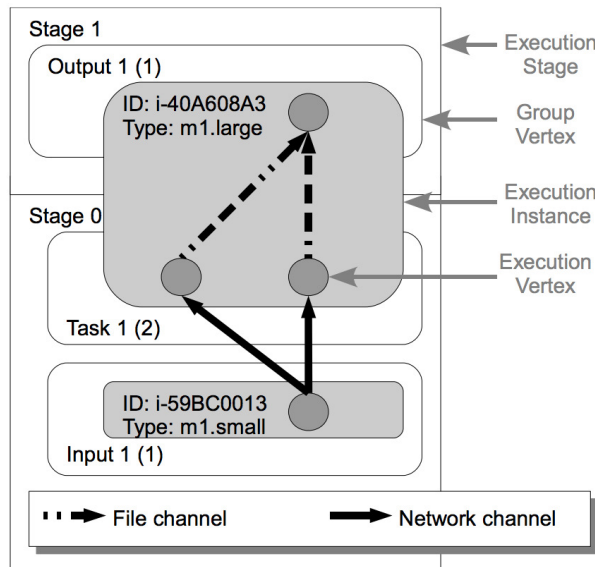 Stage 1
Output 1 (1)
ID: i-40A608A3
Type: m1.large
Execution
Stage
Group
Vertex
Execution
Instance
Stage 0
Execution
Vertex
Task 1 (2)
ID: i-59BC0013
Type: m1.small
Input 1 (1)
File channel
Network channel